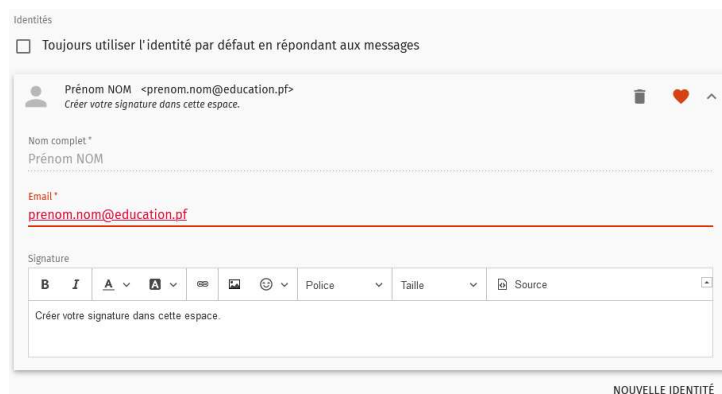 Identités
Toujours utiliser l'identité par défaut en répondant aux messages
Prénom NOM <prenom.nom@education.pf>
Créer votre signature dans cette espace.
Nom complet *
Prénom NOM
Email *
prenom.nom@education.pf
Signature
B I A A Police Taille Source
Créer votre signature dans cette espace.
NOUVELLE IDENTITÉ